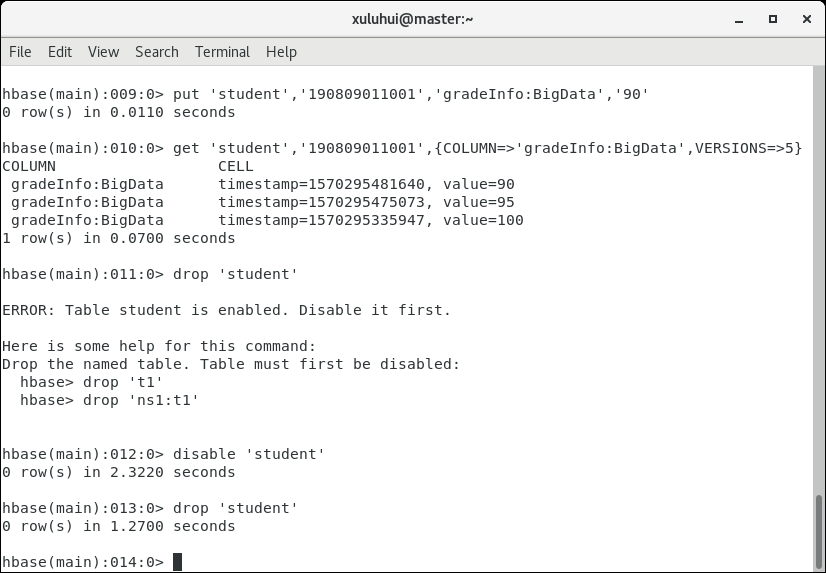 xuluhui@master:~
File Edit View Search Terminal Help
hbase(main):009:0> put 'student','190809011001','gradeInfo:BigData','90'
0 row(s) in 0.0110 seconds
hbase(main):010:0> get 'student','190809011001',{COLUMN=>'gradeInfo:BigData',VERSIONS=>5}
COLUMN                  CELL
 gradeInfo:BigData      timestamp=1570295481640, value=90
 gradeInfo:BigData      timestamp=1570295475073, value=95
 gradeInfo:BigData      timestamp=1570295335947, value=100
1 row(s) in 0.0700 seconds
hbase(main):011:0> drop 'student'
ERROR: Table student is enabled. Disable it first.
Here is some help for this command:
Drop the named table. Table must first be disabled:
  hbase> drop 't1'
  hbase> drop 'ns1:t1'
hbase(main):012:0> disable 'student'
0 row(s) in 2.3220 seconds
hbase(main):013:0> drop 'student'
0 row(s) in 1.2700 seconds
hbase(main):014:0>